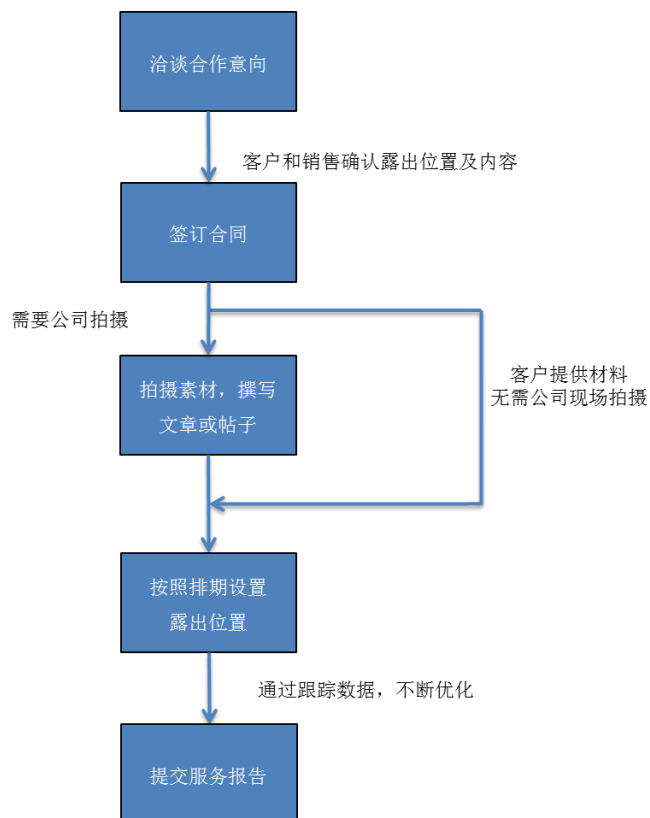 洽谈合作意向
客户和销售确认露出位置及内容
签订合同
需要公司拍摄
客户提供材料
无需公司现场拍摄
拍摄素材，撰写
文章或帖子
按照排期设置
露出位置
通过跟踪数据，不断优化
提交服务报告